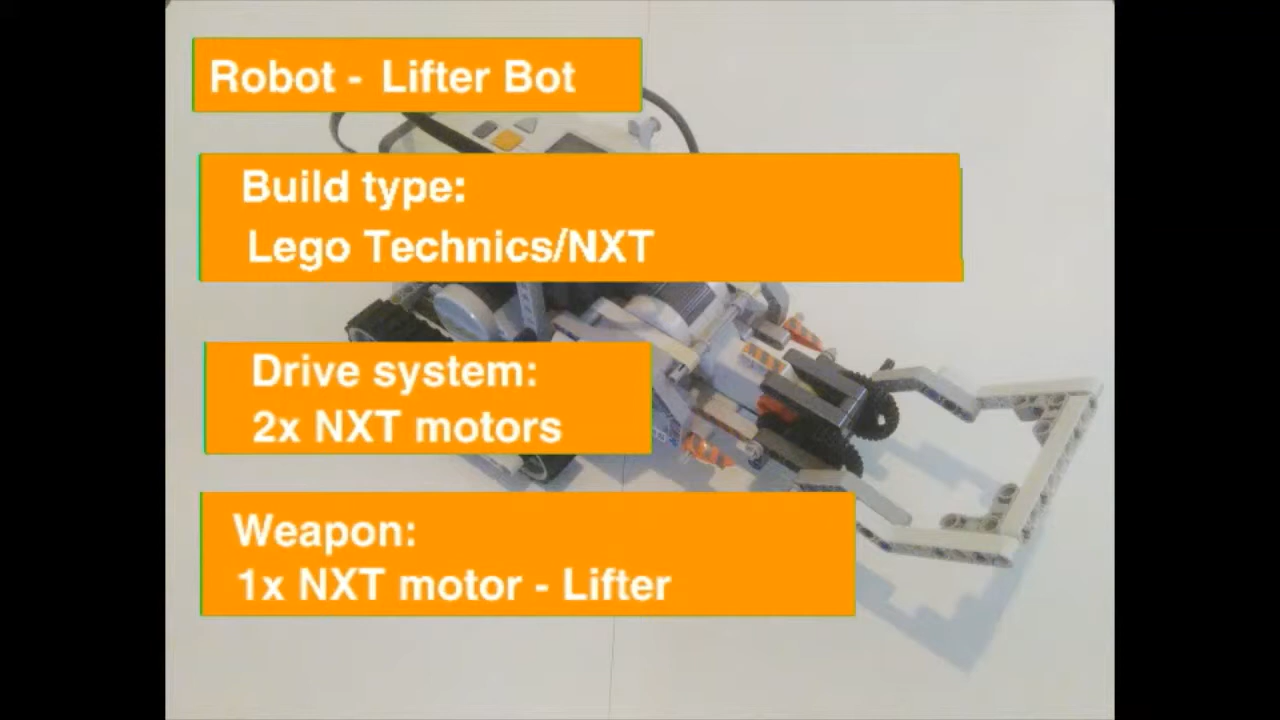 Robot - Lifter Bot
Build type:
Lego Technics/NXT
Drive system:
2x NXT motors
Weapon:
1x NXT motor - Lifter